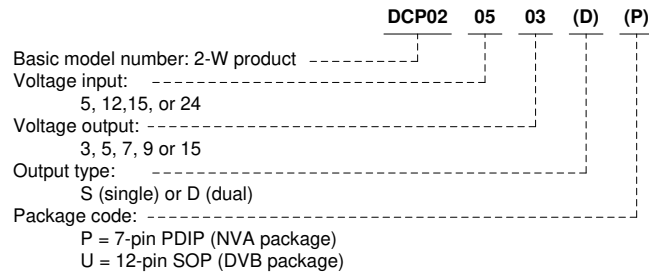 DCP02 05 03 (D) (P)
Basic model number: 2-W product
Voltage input:
5, 12,15, or 24
Voltage output:
3, 5, 7, 9 or 15
Output type:
S (single) or D (dual)
Package code:
P = 7-pin PDIP (NVA package)
U = 12-pin SOP (DVB package)